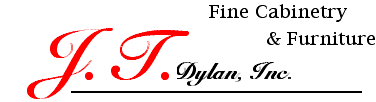 Fine Cabinetry
& Furniture
J. T. Dylan, Inc.